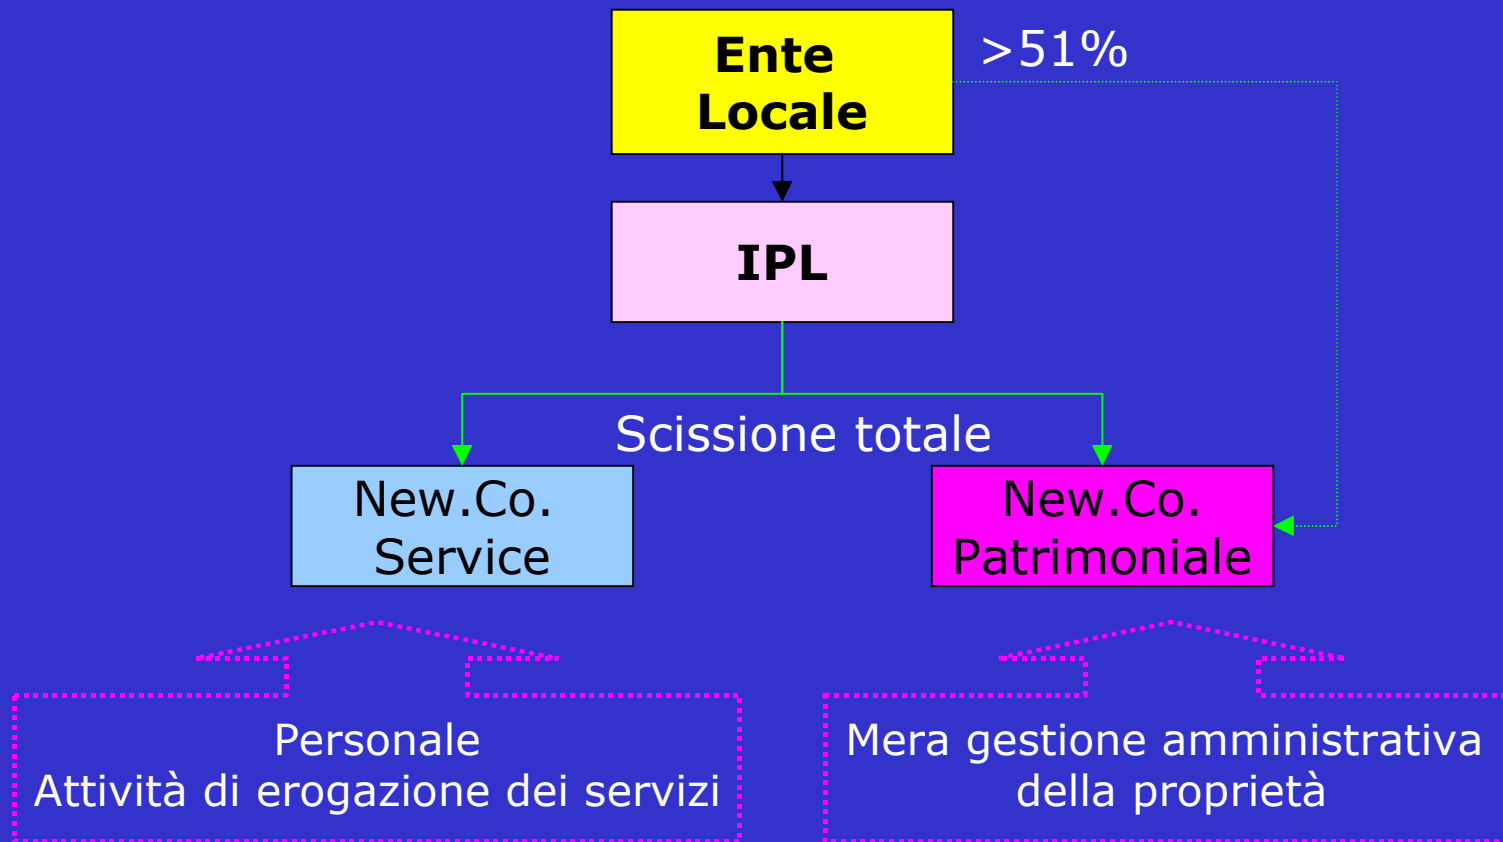 Ente
Locale
>51%
IPL
Scissione totale
New.Co.
Service
New.Co.
Patrimoniale
Personale
Attività di erogazione dei servizi
Mera gestione amministrativa
della proprietà